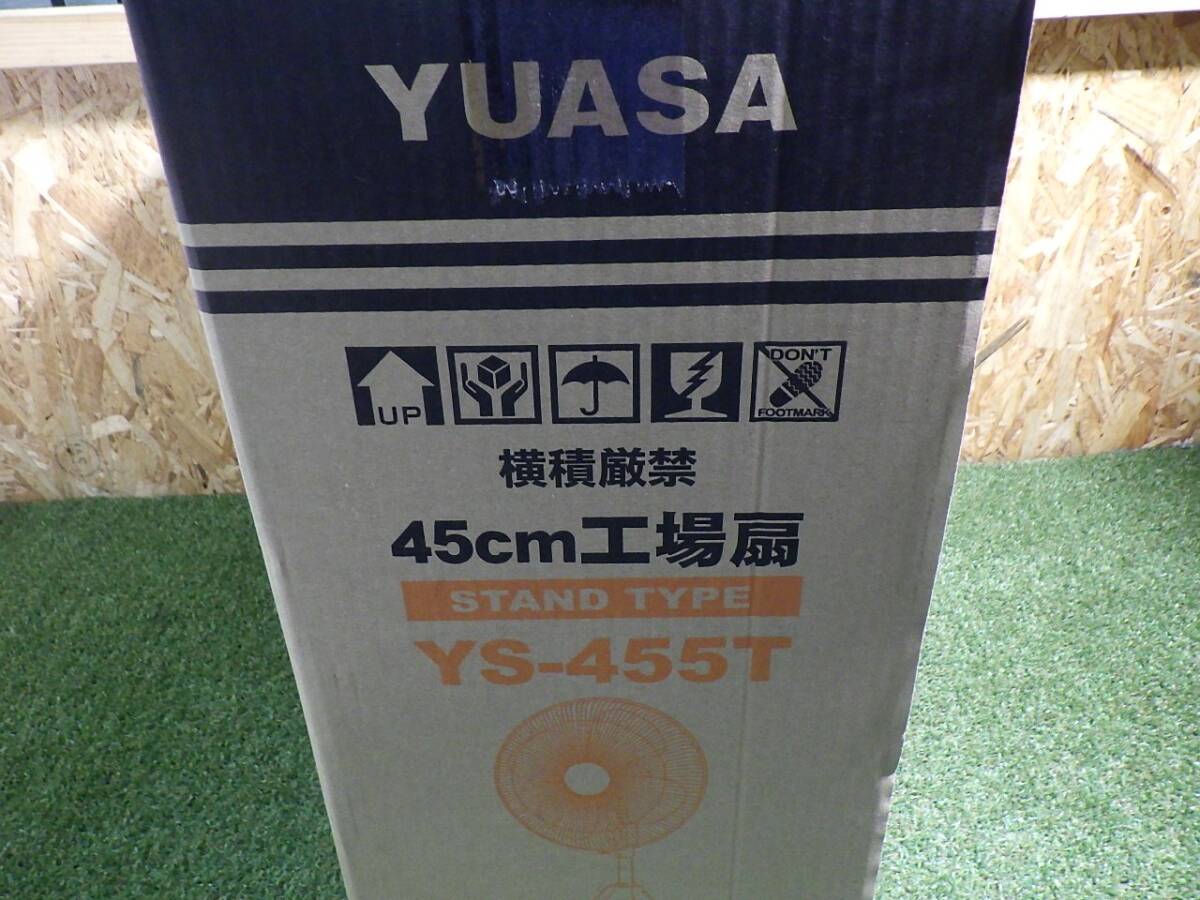 YUASA
UP
DON'T
FOOTMARK
横積厳禁
45cm工場扇
STAND TYPE
YS-455T